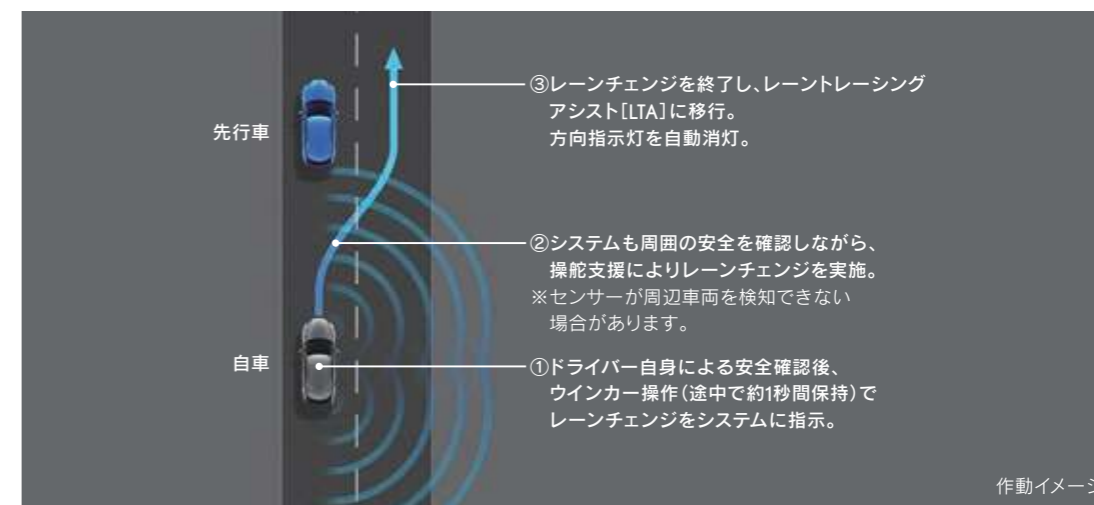 ③レーンチェンジを終了し、レーントレーシング
アシスト[LTA]に移行。
方向指示灯を自動消灯。
先行車
②システムも周囲の安全を確認しながら、
操舵支援によりレーンチェンジを実施。
※センサーが周辺車両を検知できない
場合があります。
自車
①ドライバー自身による安全確認後、
ウインカー操作(途中で約1秒間保持)で
レーンチェンジをシステムに指示。
作動イメージ